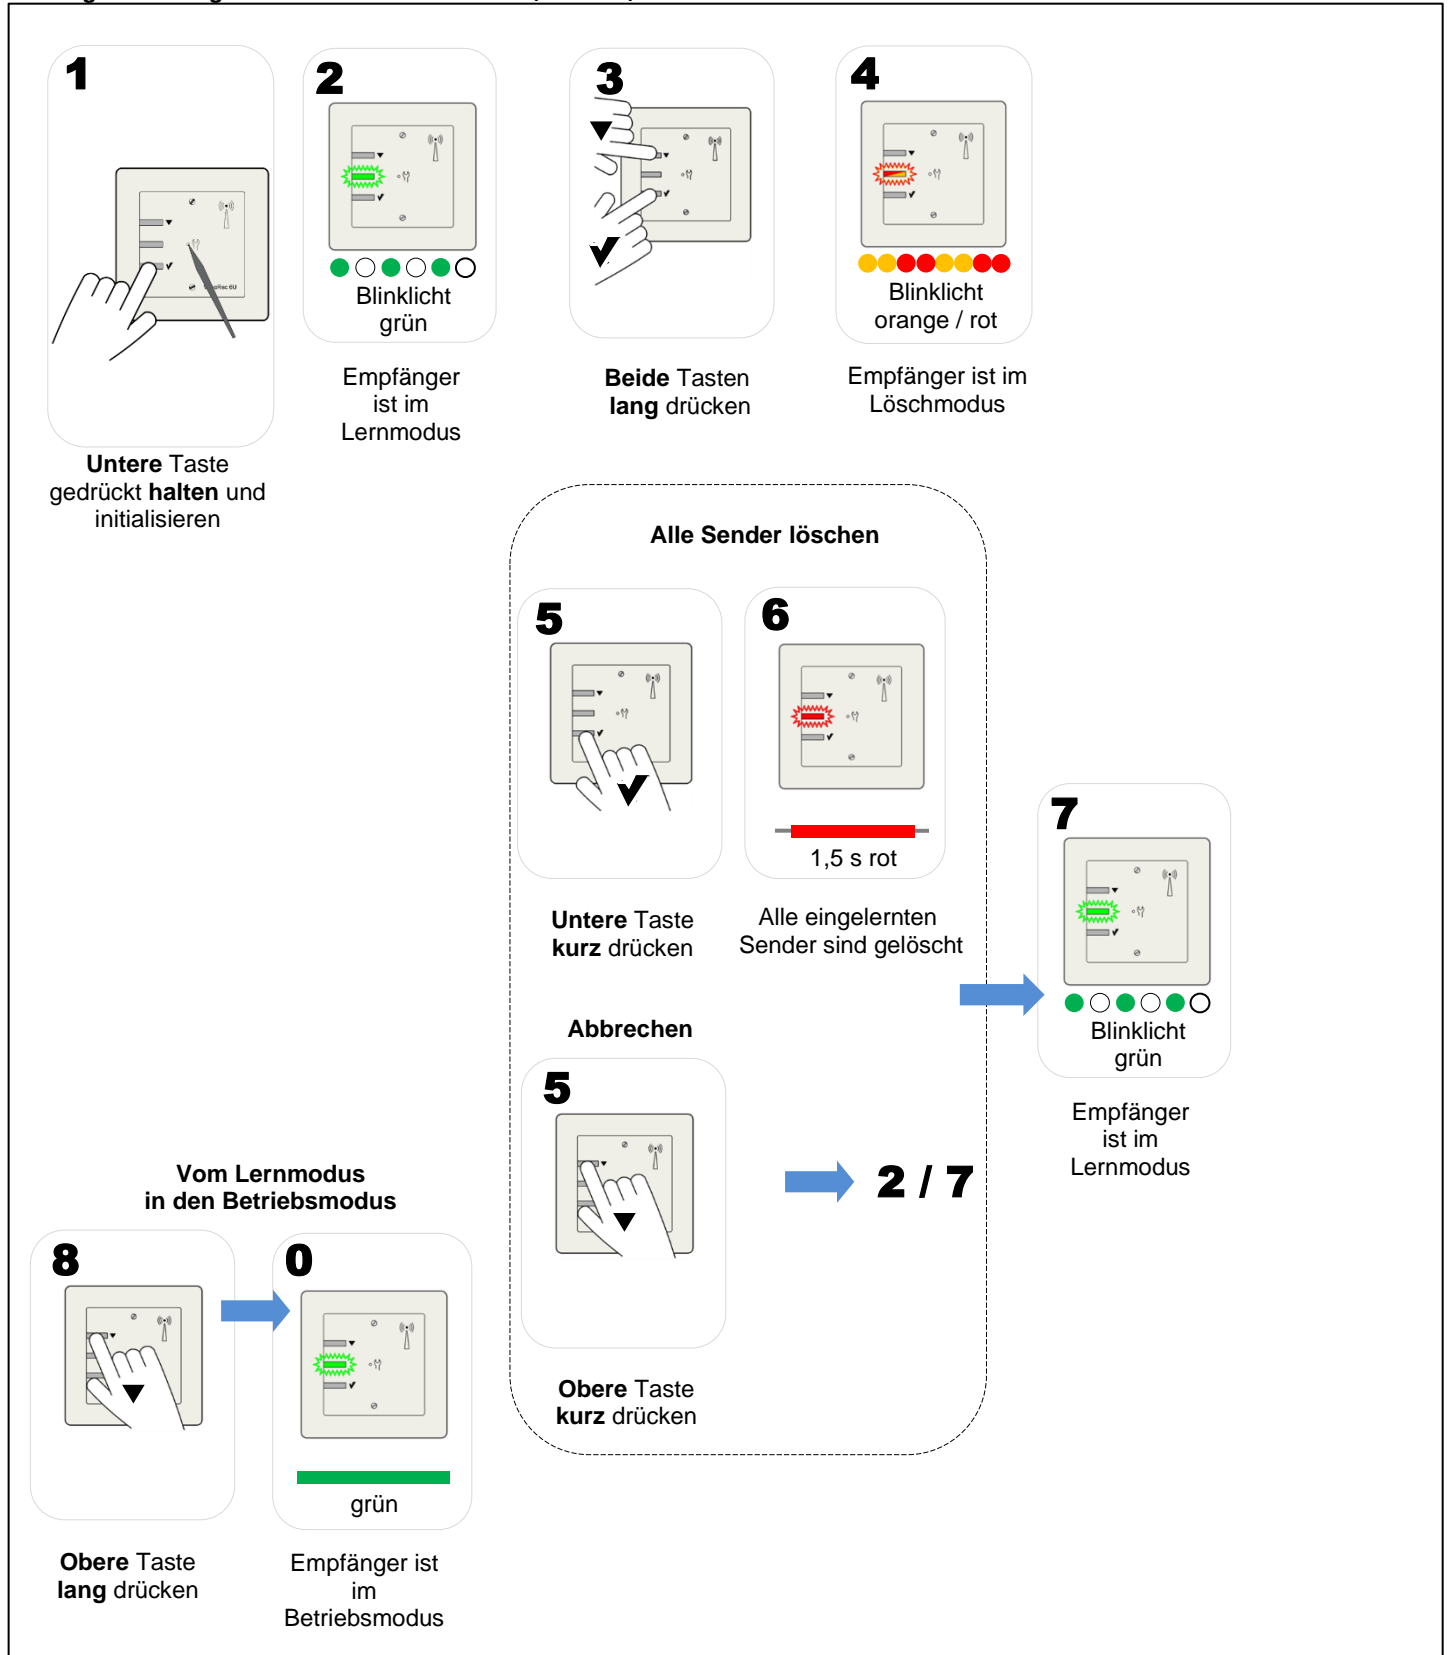 1
Untere Taste
gedrückt halten und
initialisieren
2
Blinklicht
grün
Empfänger
ist im
Lernmodus
3
Beide Tasten
lang drücken
4
Blinklicht
orange / rot
Empfänger ist im
Löschmodus
Alle Sender löschen
5
Untere Taste
kurz drücken
6
1,5 s rot
Alle eingelernten
Sender sind gelöscht
7
Blinklicht
grün
Empfänger
ist im
Lernmodus
Abbrechen
5
Obere Taste
kurz drücken
2 / 7
Vom Lernmodus
in den Betriebsmodus
8
Obere Taste
lang drücken
0
grün
Empfänger ist
im
Betriebsmodus